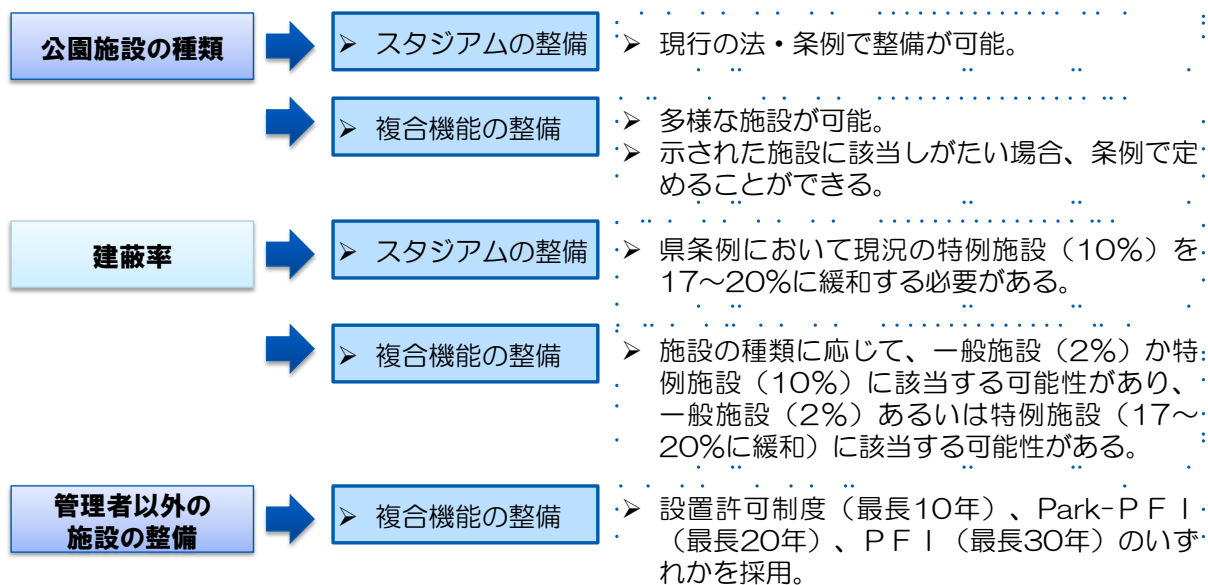 公園施設の種類
➢ スタジアムの整備
➢ 現行の法・条例で整備が可能。
➢ 複合機能の整備
➢ 多様な施設が可能。
➢ 示された施設に該当しがたい場合、条例で定
めることができる。
建蔽率
➢ スタジアムの整備
➢ 県条例において現況の特例施設（10％）を
17～20％に緩和する必要がある。
➢ 複合機能の整備
➢ 施設の種類に応じて、一般施設（2％）か特
例施設（10％）に該当する可能性があり、
一般施設（2％）あるいは特例施設（17～
20％に緩和）に該当する可能性がある。
管理者以外の
施設の整備
➢ 複合機能の整備
➢ 設置許可制度（最長10年）、Park-ＰＦＩ
（最長20年）、ＰＦＩ（最長30年）のいず
れかを採用。